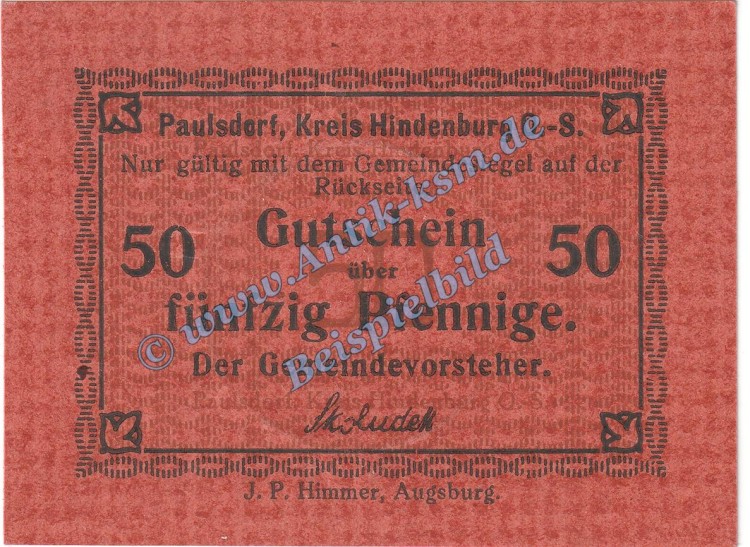 Paulsdorf, Kreis Hindenburg O.-S.
Nur gültig mit dem Gemeindesiegel auf der
Rückseite.
50 Gutschein 50
über
fünfzig Pfennige.
Der Gemeindevorsteher.
Skoludek
J. P. Himmer, Augsburg.
© www.Antik-ksm.de
Beispielbild